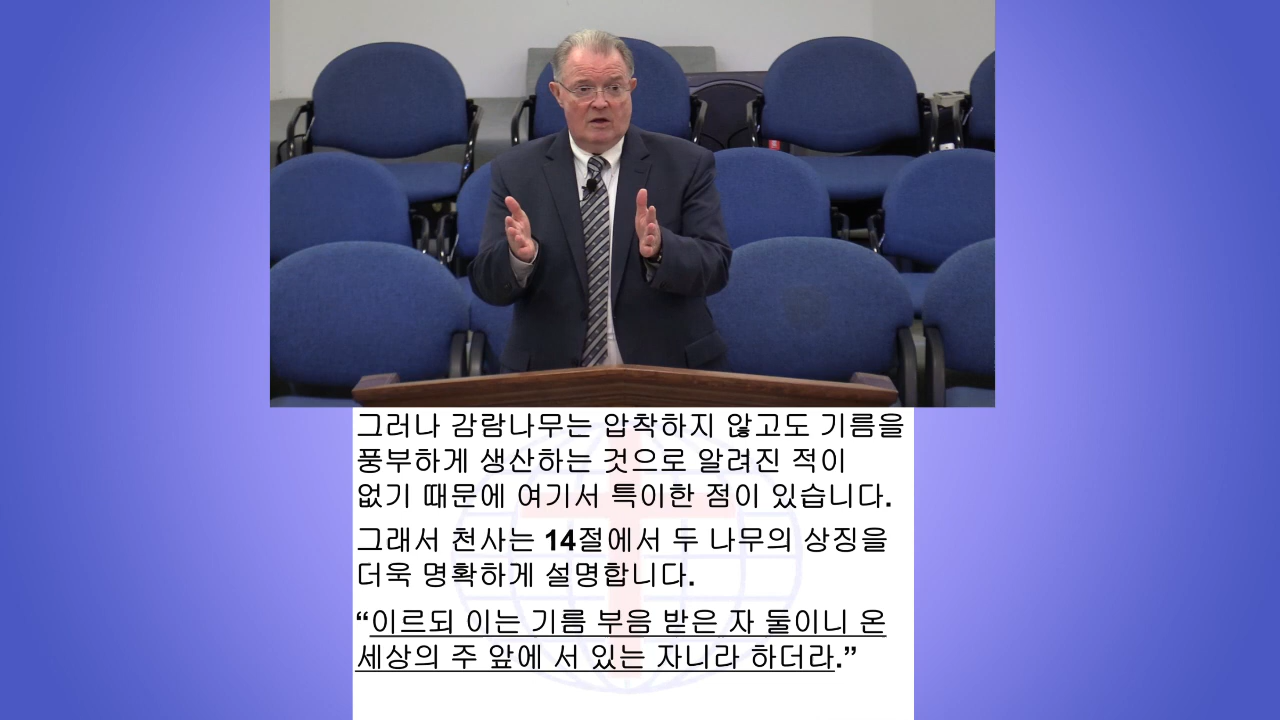 그러나 감람나무는 압착하지 않고도 기름을
풍부하게 생산하는 것으로 알려진 적이
없기 때문에 여기서 특이한 점이 있습니다.
그래서 천사는 14절에서 두 나무의 상징을
더욱 명확하게 설명합니다.
“이르되 이는 기름 부음 받은 자 둘이니 온
세상의 주 앞에 서 있는 자니라 하더라.”